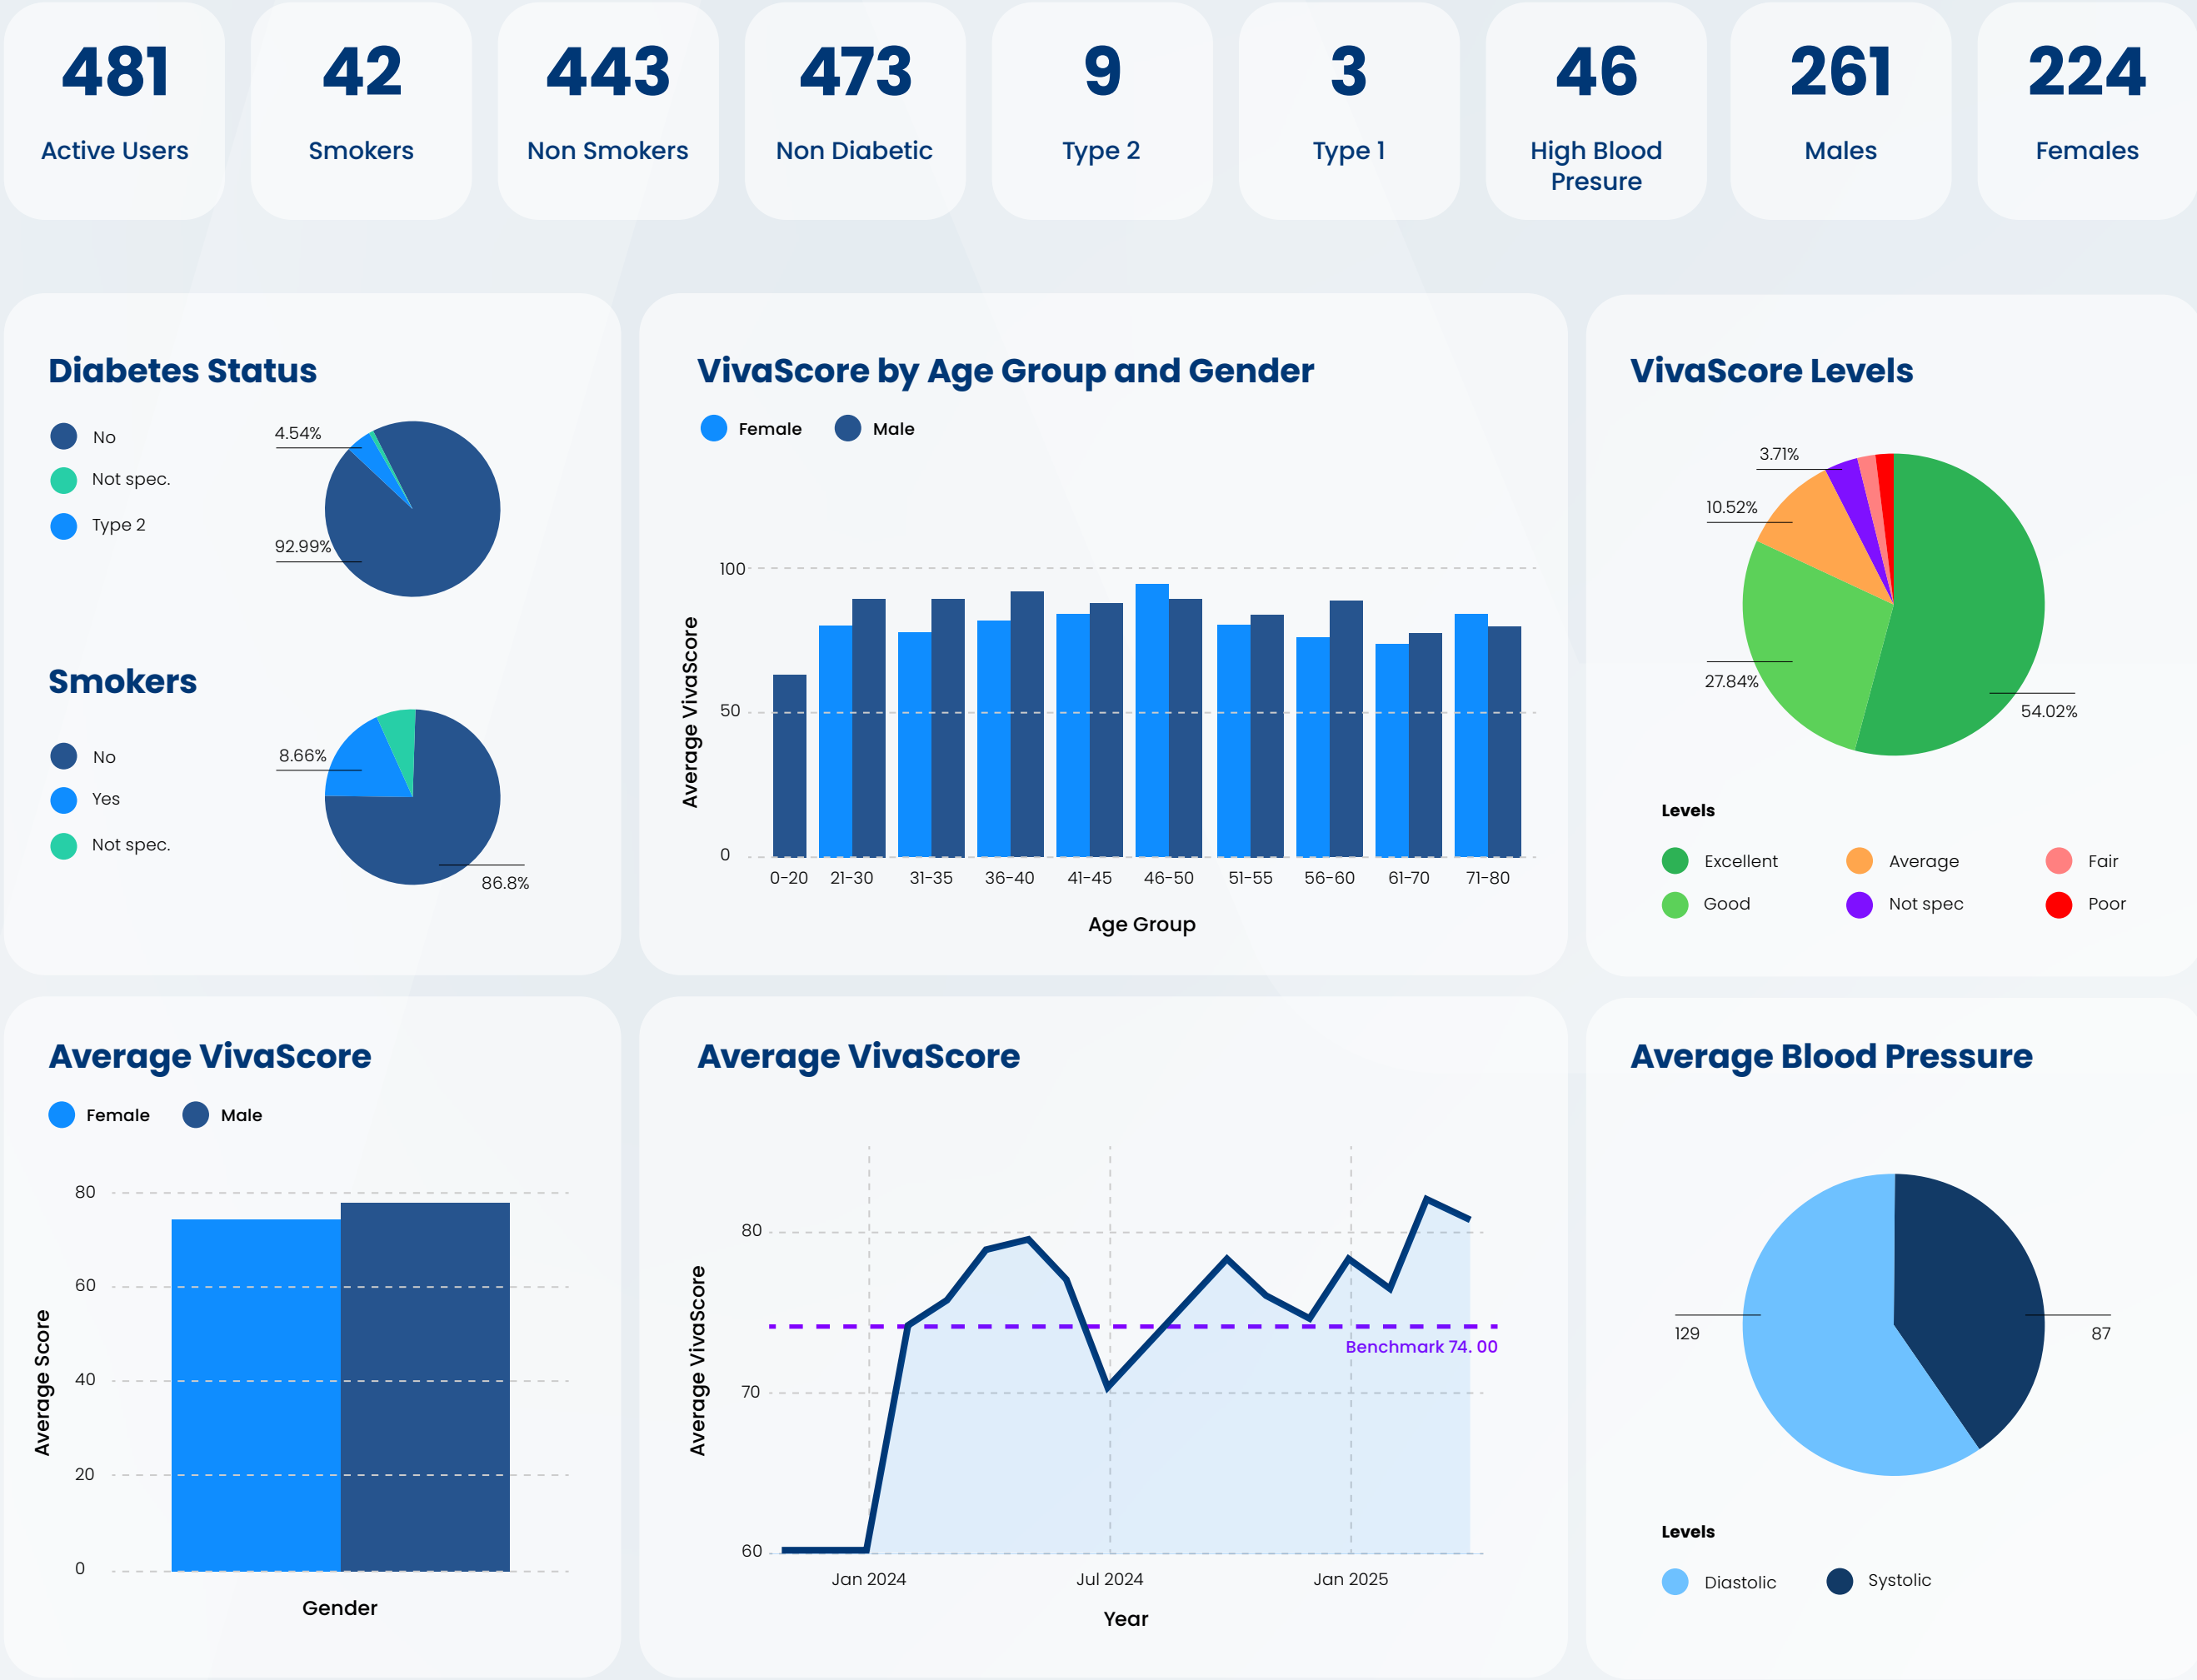 481
Active Users
42
Smokers
443
Non Smokers
473
Non Diabetic
9
Type 2
3
Type 1
46
High Blood
Presure
261
Males
224
Females
Diabetes Status
No
Not spec.
Type 2
4.54%
92.99%
Smokers
No
Yes
Not spec.
8.66%
86.8%
VivaScore by Age Group and Gender
Female
Male
Average VivaScore
100
50
0
0-20
21-30
31-35
36-40
41-45
46-50
51-55
56-60
61-70
71-80
Age Group
VivaScore Levels
3.71%
10.52%
27.84%
54.02%
Levels
Excellent
Average
Fair
Good
Not spec
Poor
Average VivaScore
Female
Male
Average Score
80
60
40
20
0
Gender
Average VivaScore
Average VivaScore
80
Benchmark 74. 00
70
60
Jan 2024
Jul 2024
Jan 2025
Year
Average Blood Pressure
129
87
Levels
Diastolic
Systolic